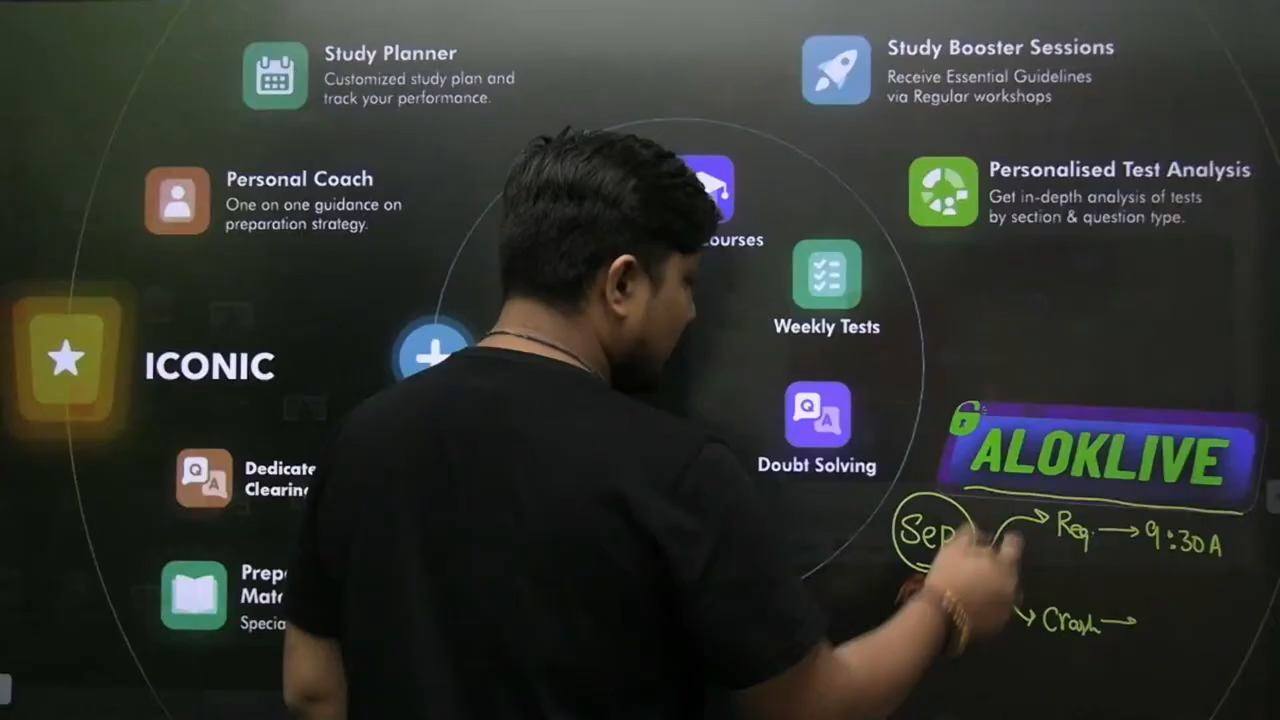 Study Planner
Customized study plan and
track your performance.
Study Booster Sessions
Receive Essential Guidelines
via Regular workshops
Personal Coach
One on one guidance on
preparation strategy.
Personalised Test Analysis
Get in-depth analysis of tests
by section & question type.
Weekly Tests
ICONIC
Doubt Solving
ALOKLIVE
Q A
Q A
Sep
Reg. → 9:30A
Crash →